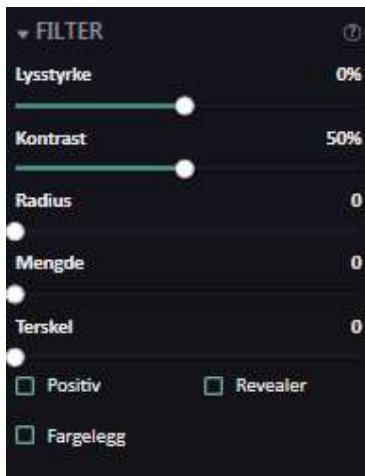 FILTER
Lysstyrke 0%
Kontrast 50%
Radius 0
Mengde 0
Terskel 0
Positiv Revealer
Fargelegg